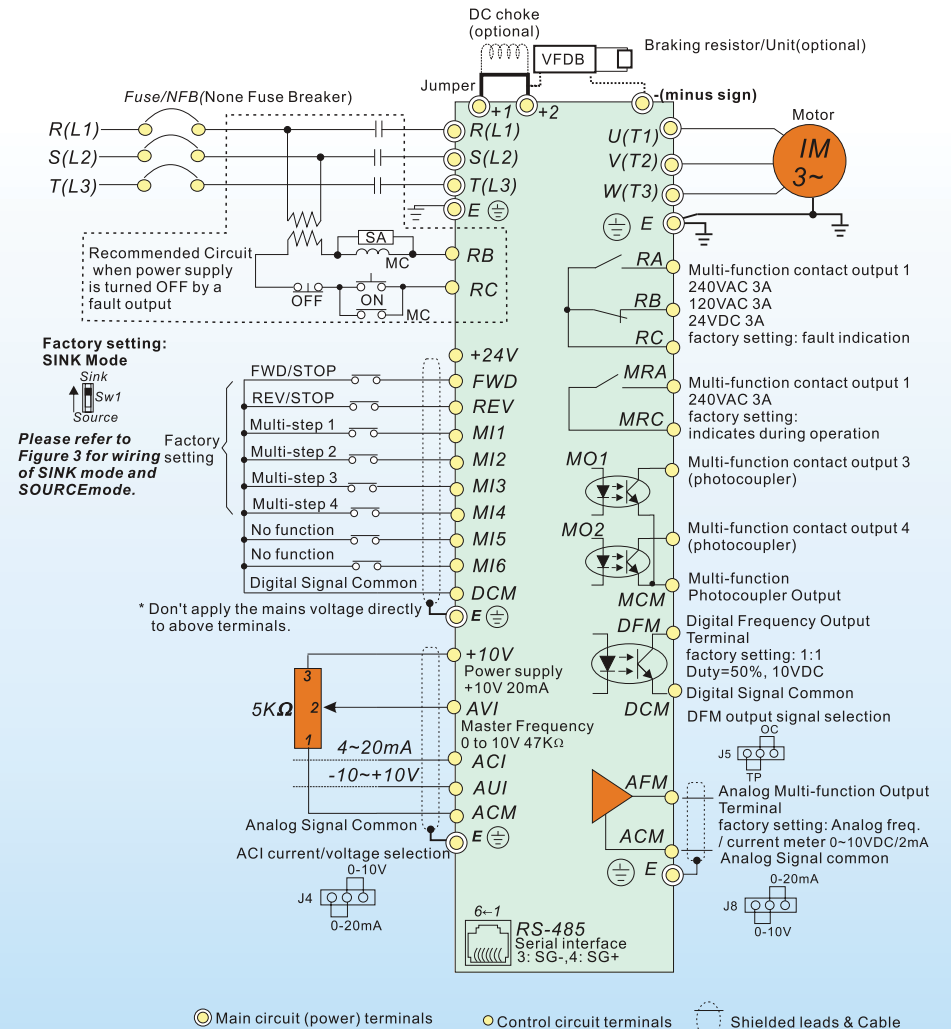 DC choke
(optional)
VFDB
Braking resistor/Unit(optional)
Jumper
Fuse/NFB(None Fuse Breaker)
+1
+2
-(minus sign)
R(L1)
S(L2)
T(L3)
R(L1)
S(L2)
T(L3)
E
U(T1)
V(T2)
W(T3)
E
Motor
IM
3~
Recommended Circuit
when power supply
is turned OFF by a
fault output
SA
MC
OFF
ON
MC
RB
RC
RA
RB
RC
Multi-function contact output 1
240VAC 3A
120VAC 3A
24VDC 3A
factory setting: fault indication
MRA
MRC
Multi-function contact output 1
240VAC 3A
factory setting:
indicates during operation
Factory setting:
SINK Mode
Sink
Sw1
Source
Please refer to
Figure 3 for wiring
of SINK mode and
SOURCEmode.
Factory
setting
FWD/STOP
REV/STOP
Multi-step 1
Multi-step 2
Multi-step 3
Multi-step 4
No function
No function
Digital Signal Common
* Don't apply the mains voltage directly
to above terminals.
+24V
FWD
REV
MI1
MI2
MI3
MI4
MI5
MI6
DCM
E
MO1
Multi-function contact output 3
(photocoupler)
MO2
Multi-function contact output 4
(photocoupler)
MCM
Multi-function
Photocoupler Output
DFM
Digital Frequency Output
Terminal
factory setting: 1:1
Duty=50%, 10VDC
DCM
Digital Signal Common
DFM output signal selection
OC
J5
TP
5KΩ
3
2
1
4~20mA
-10~+10V
Analog Signal Common
+10V
Power supply
+10V 20mA
AVI
Master Frequency
0 to 10V 47KΩ
ACI
AUI
ACM
E
ACI current/voltage selection
0-10V
J4
0-20mA
AFM
ACM
E
Analog Multi-function Output
Terminal
factory setting: Analog freq.
/ current meter 0~10VDC/2mA
Analog Signal common
0-20mA
J8
0-10V
6←1
RS-485
Serial interface
3: SG-,4: SG+
Main circuit (power) terminals
Control circuit terminals
Shielded leads & Cable